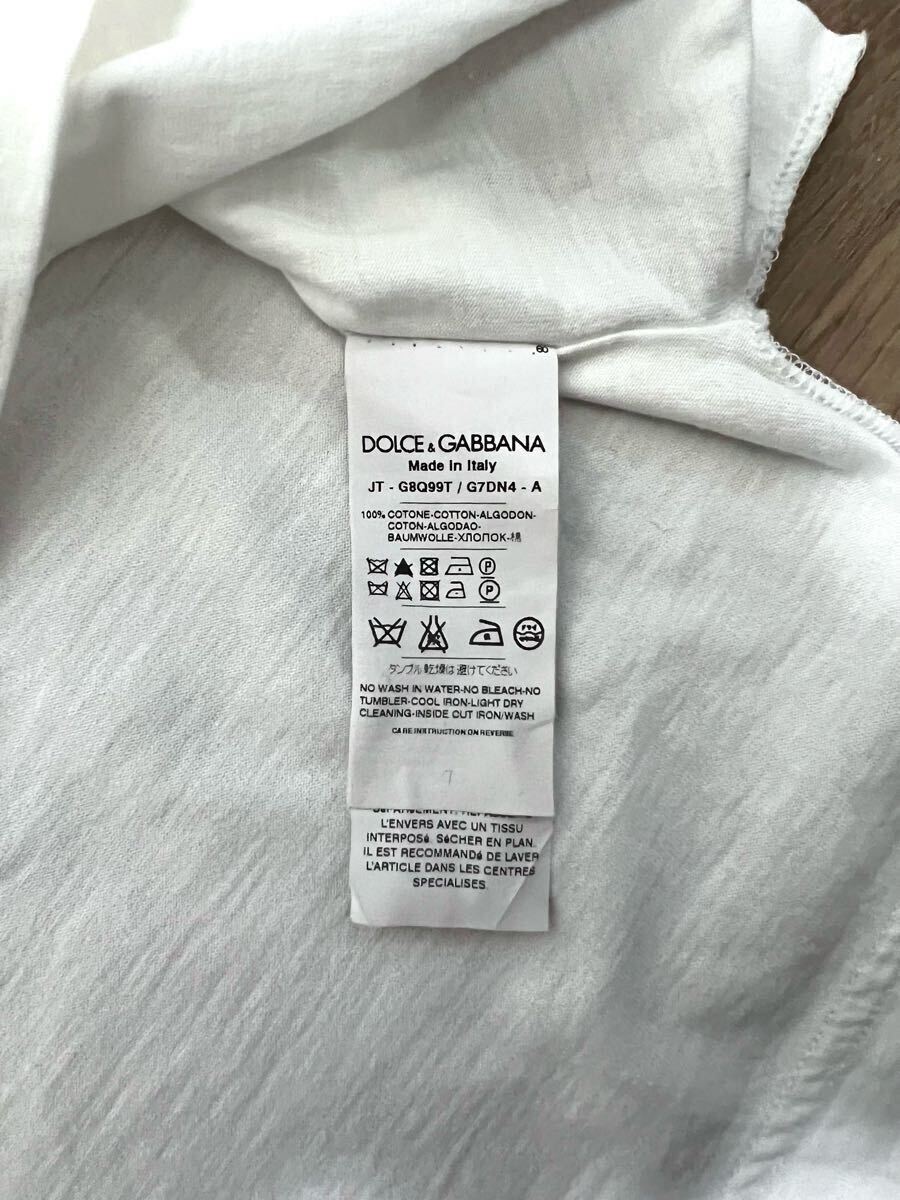 DOLCE & GABBANA
Made in Italy
JT - G8Q99T / G7DN4 - A
100% COTONE-COTTON-ALGODON-
COTON-ALGODAO-
BAUMWOLLE-ХЛОПОК-棉
P
P
タンブル乾燥は避けてください
NO WASH IN WATER-NO BLEACH-NO
TUMBLER-COOL IRON-LIGHT DRY
CLEANING-INSIDE OUT IRON/WASH
CARE INSTRUCTION ON REVERSE
7
L'ENVERS AVEC UN TISSU
INTERPOSé. SéCHER EN PLAN.
IL EST RECOMMANDé DE LAVER
L'ARTICLE DANS LES CENTRES
SPECIALISES